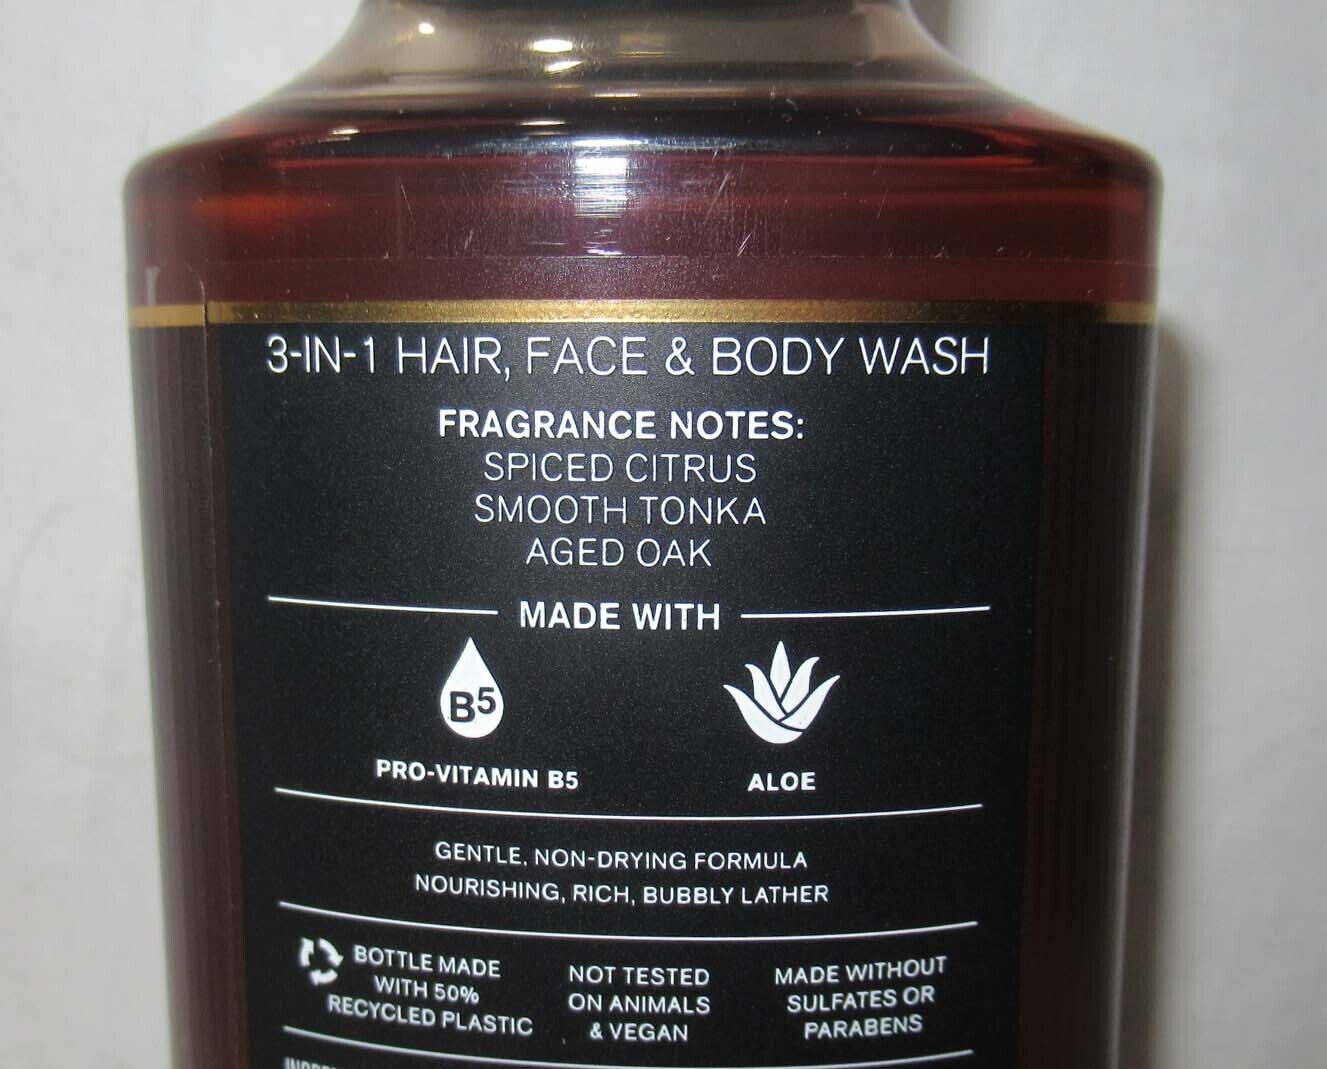 3-IN-1 HAIR, FACE & BODY WASH
FRAGRANCE NOTES:
SPICED CITRUS
SMOOTH TONKA
AGED OAK
MADE WITH
B5
PRO-VITAMIN B5
ALOE
GENTLE, NON-DRYING FORMULA
NOURISHING, RICH, BUBBLY LATHER
BOTTLE MADE
WITH 50%
RECYCLED PLASTIC
NOT TESTED
ON ANIMALS
& VEGAN
MADE WITHOUT
SULFATES OR
PARABENS